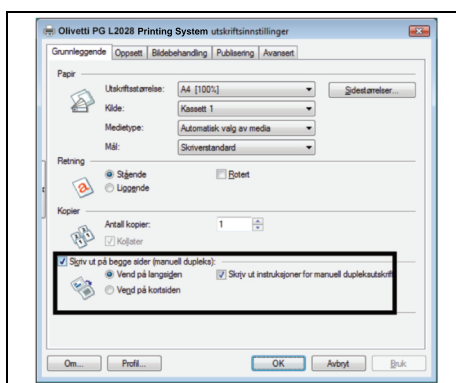 Olivetti PG L2028 Printing System utskriftsinnstillinger
Grunnleggende Oppsett Bildebehandling Publisering Avansert
Papir
Utskriftsstørrelse: A4 [100%] Sidestørrelser...
Kilde: Kassett 1
Medietype: Automatisk valg av media
Mål: Skriverstandard
Retning
Stående Rotert
Liggende
Kopier
Antall kopier: 1
Kollater
Skriv ut på begge sider (manuell dupleks):
Vend på langsiden Skriv ut instruksjoner for manuell dupleksutskrift
Vend på kortsiden
Om... Profil... OK Avbryt Bruk